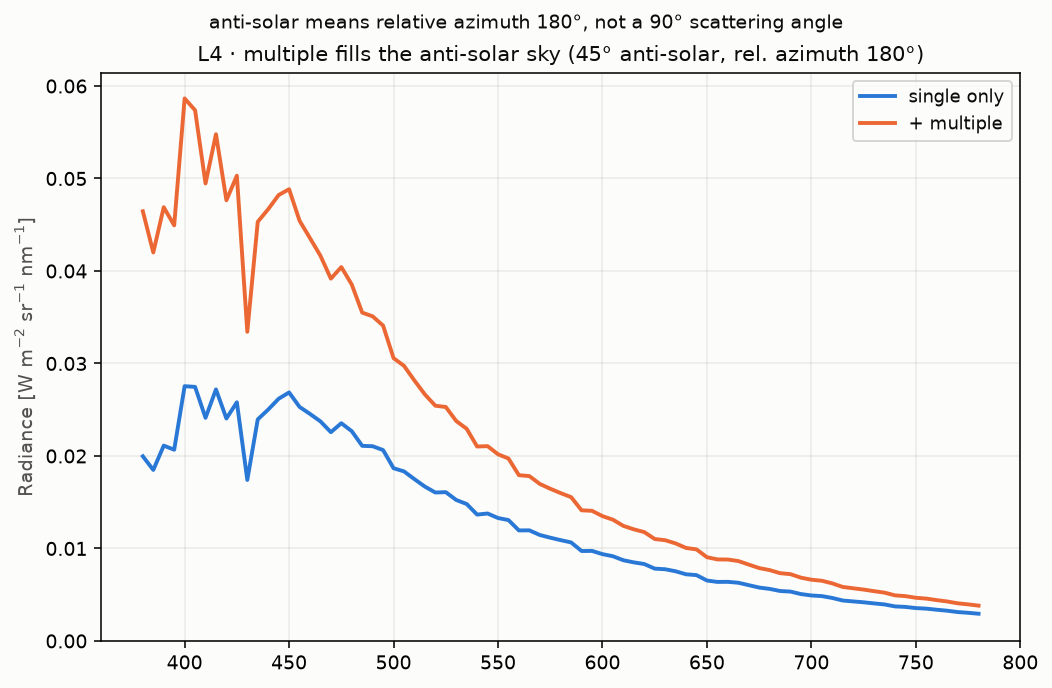 anti-solar means relative azimuth 180°, not a 90° scattering angle
L4 · multiple fills the anti-solar sky (45° anti-solar, rel. azimuth 180°)
Radiance [W m⁻² sr⁻¹ nm⁻¹]
0.06
0.05
0.04
0.03
0.02
0.01
0.00
single only
+ multiple
400 450 500 550 600 650 700 750 800